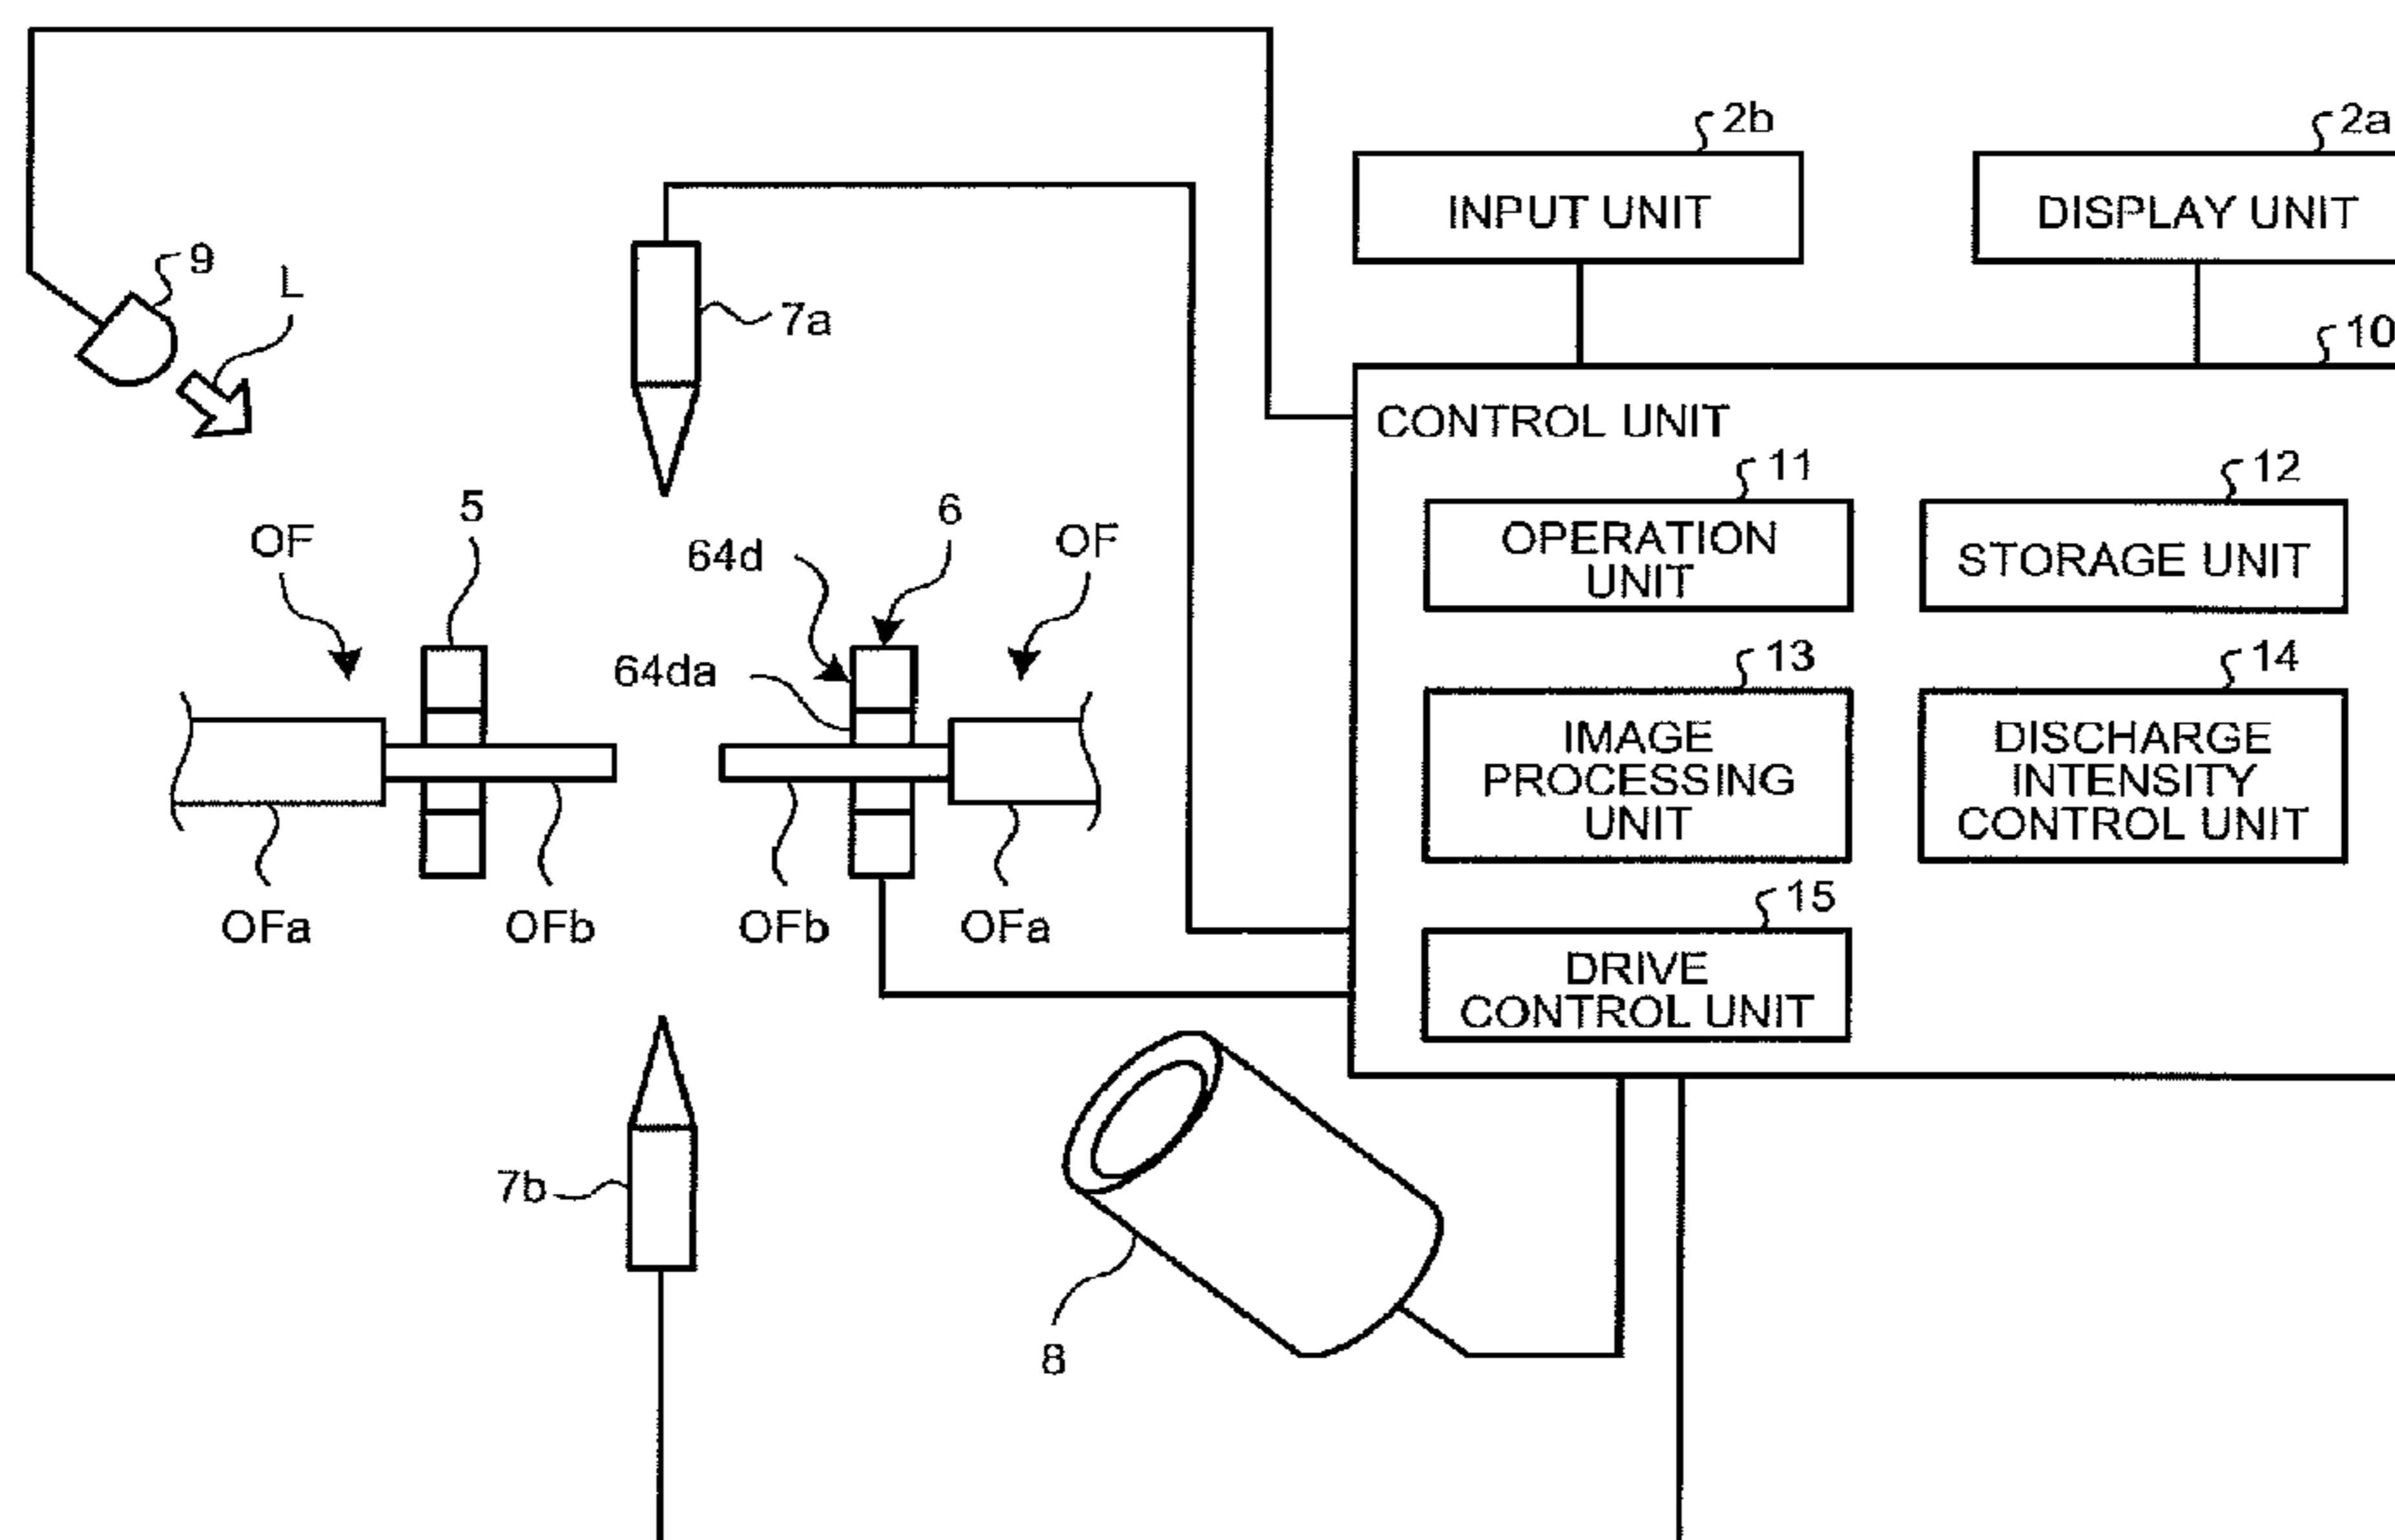 2b
2a
INPUT UNIT
DISPLAY UNIT
9
L
7a
10
CONTROL UNIT
11
12
OPERATION
UNIT
STORAGE UNIT
5
6
OF
64d
OF
64da
13
14
IMAGE
PROCESSING
UNIT
DISCHARGE
INTENSITY
CONTROL UNIT
OFa
OFb
OFb
OFa
15
DRIVE
CONTROL UNIT
7b
8